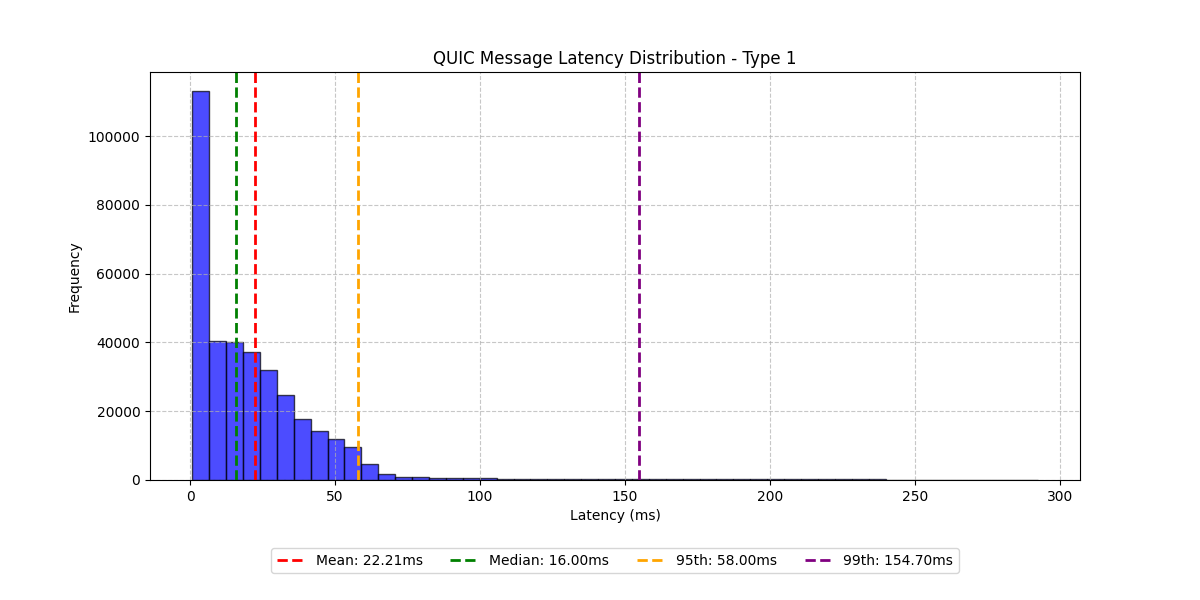 QUIC Message Latency Distribution - Type 1
Frequency
100000
80000
60000
40000
20000
0
0 50 100 150 200 250 300
Latency (ms)
Mean: 22.21ms Median: 16.00ms 95th: 58.00ms 99th: 154.70ms